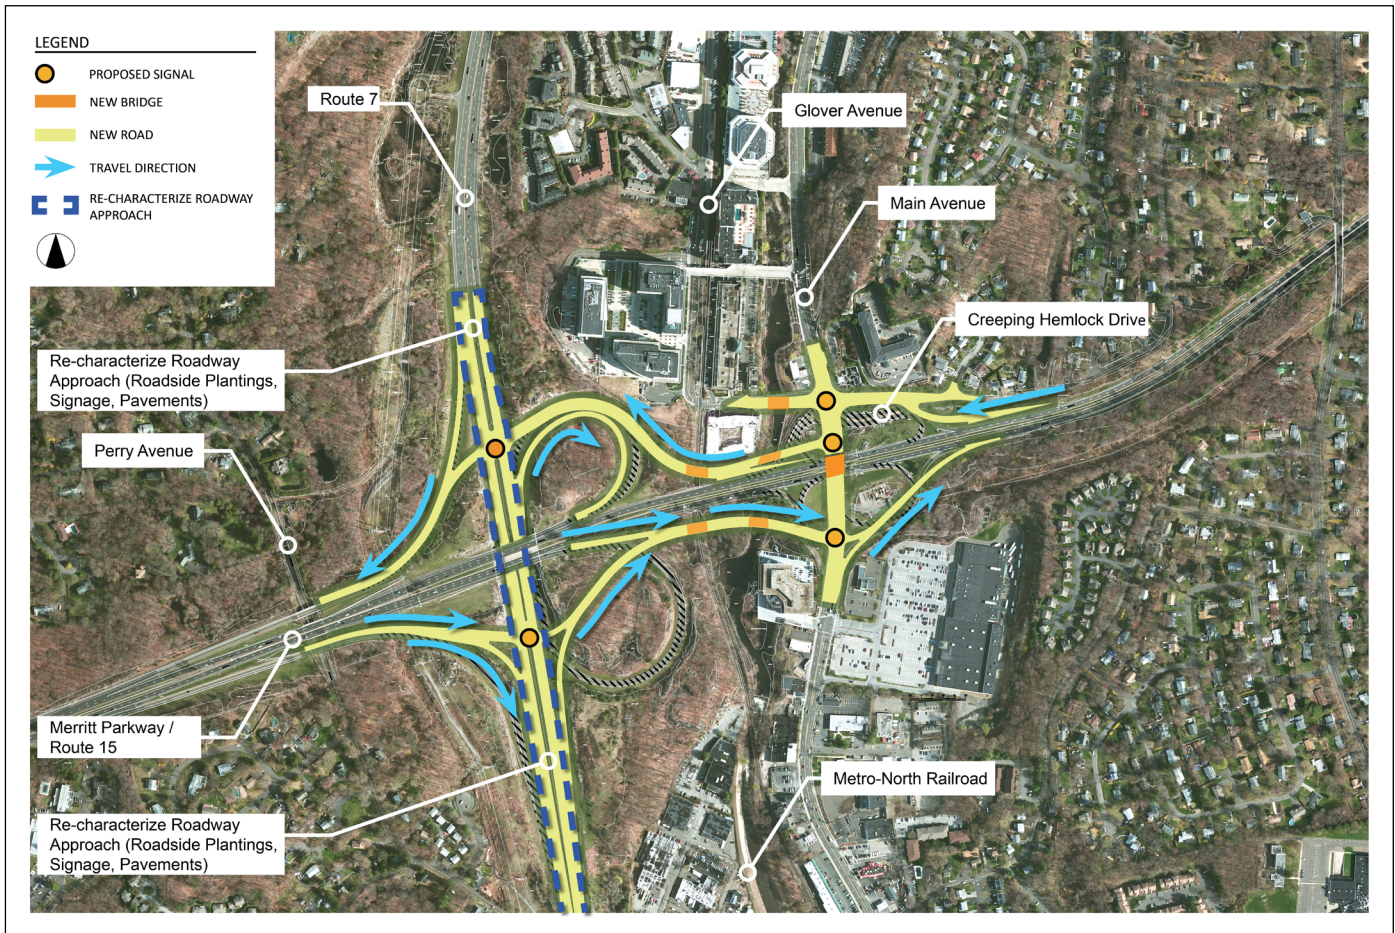 LEGEND
PROPOSED SIGNAL
NEW BRIDGE
NEW ROAD
TRAVEL DIRECTION
RE-CHARACTERIZE ROADWAY
APPROACH
Route 7
Glover Avenue
Main Avenue
Creeping Hemlock Drive
Re-characterize Roadway
Approach (Roadside Plantings,
Signage, Pavements)
Perry Avenue
Merritt Parkway /
Route 15
Metro-North Railroad
Re-characterize Roadway
Approach (Roadside Plantings,
Signage, Pavements)